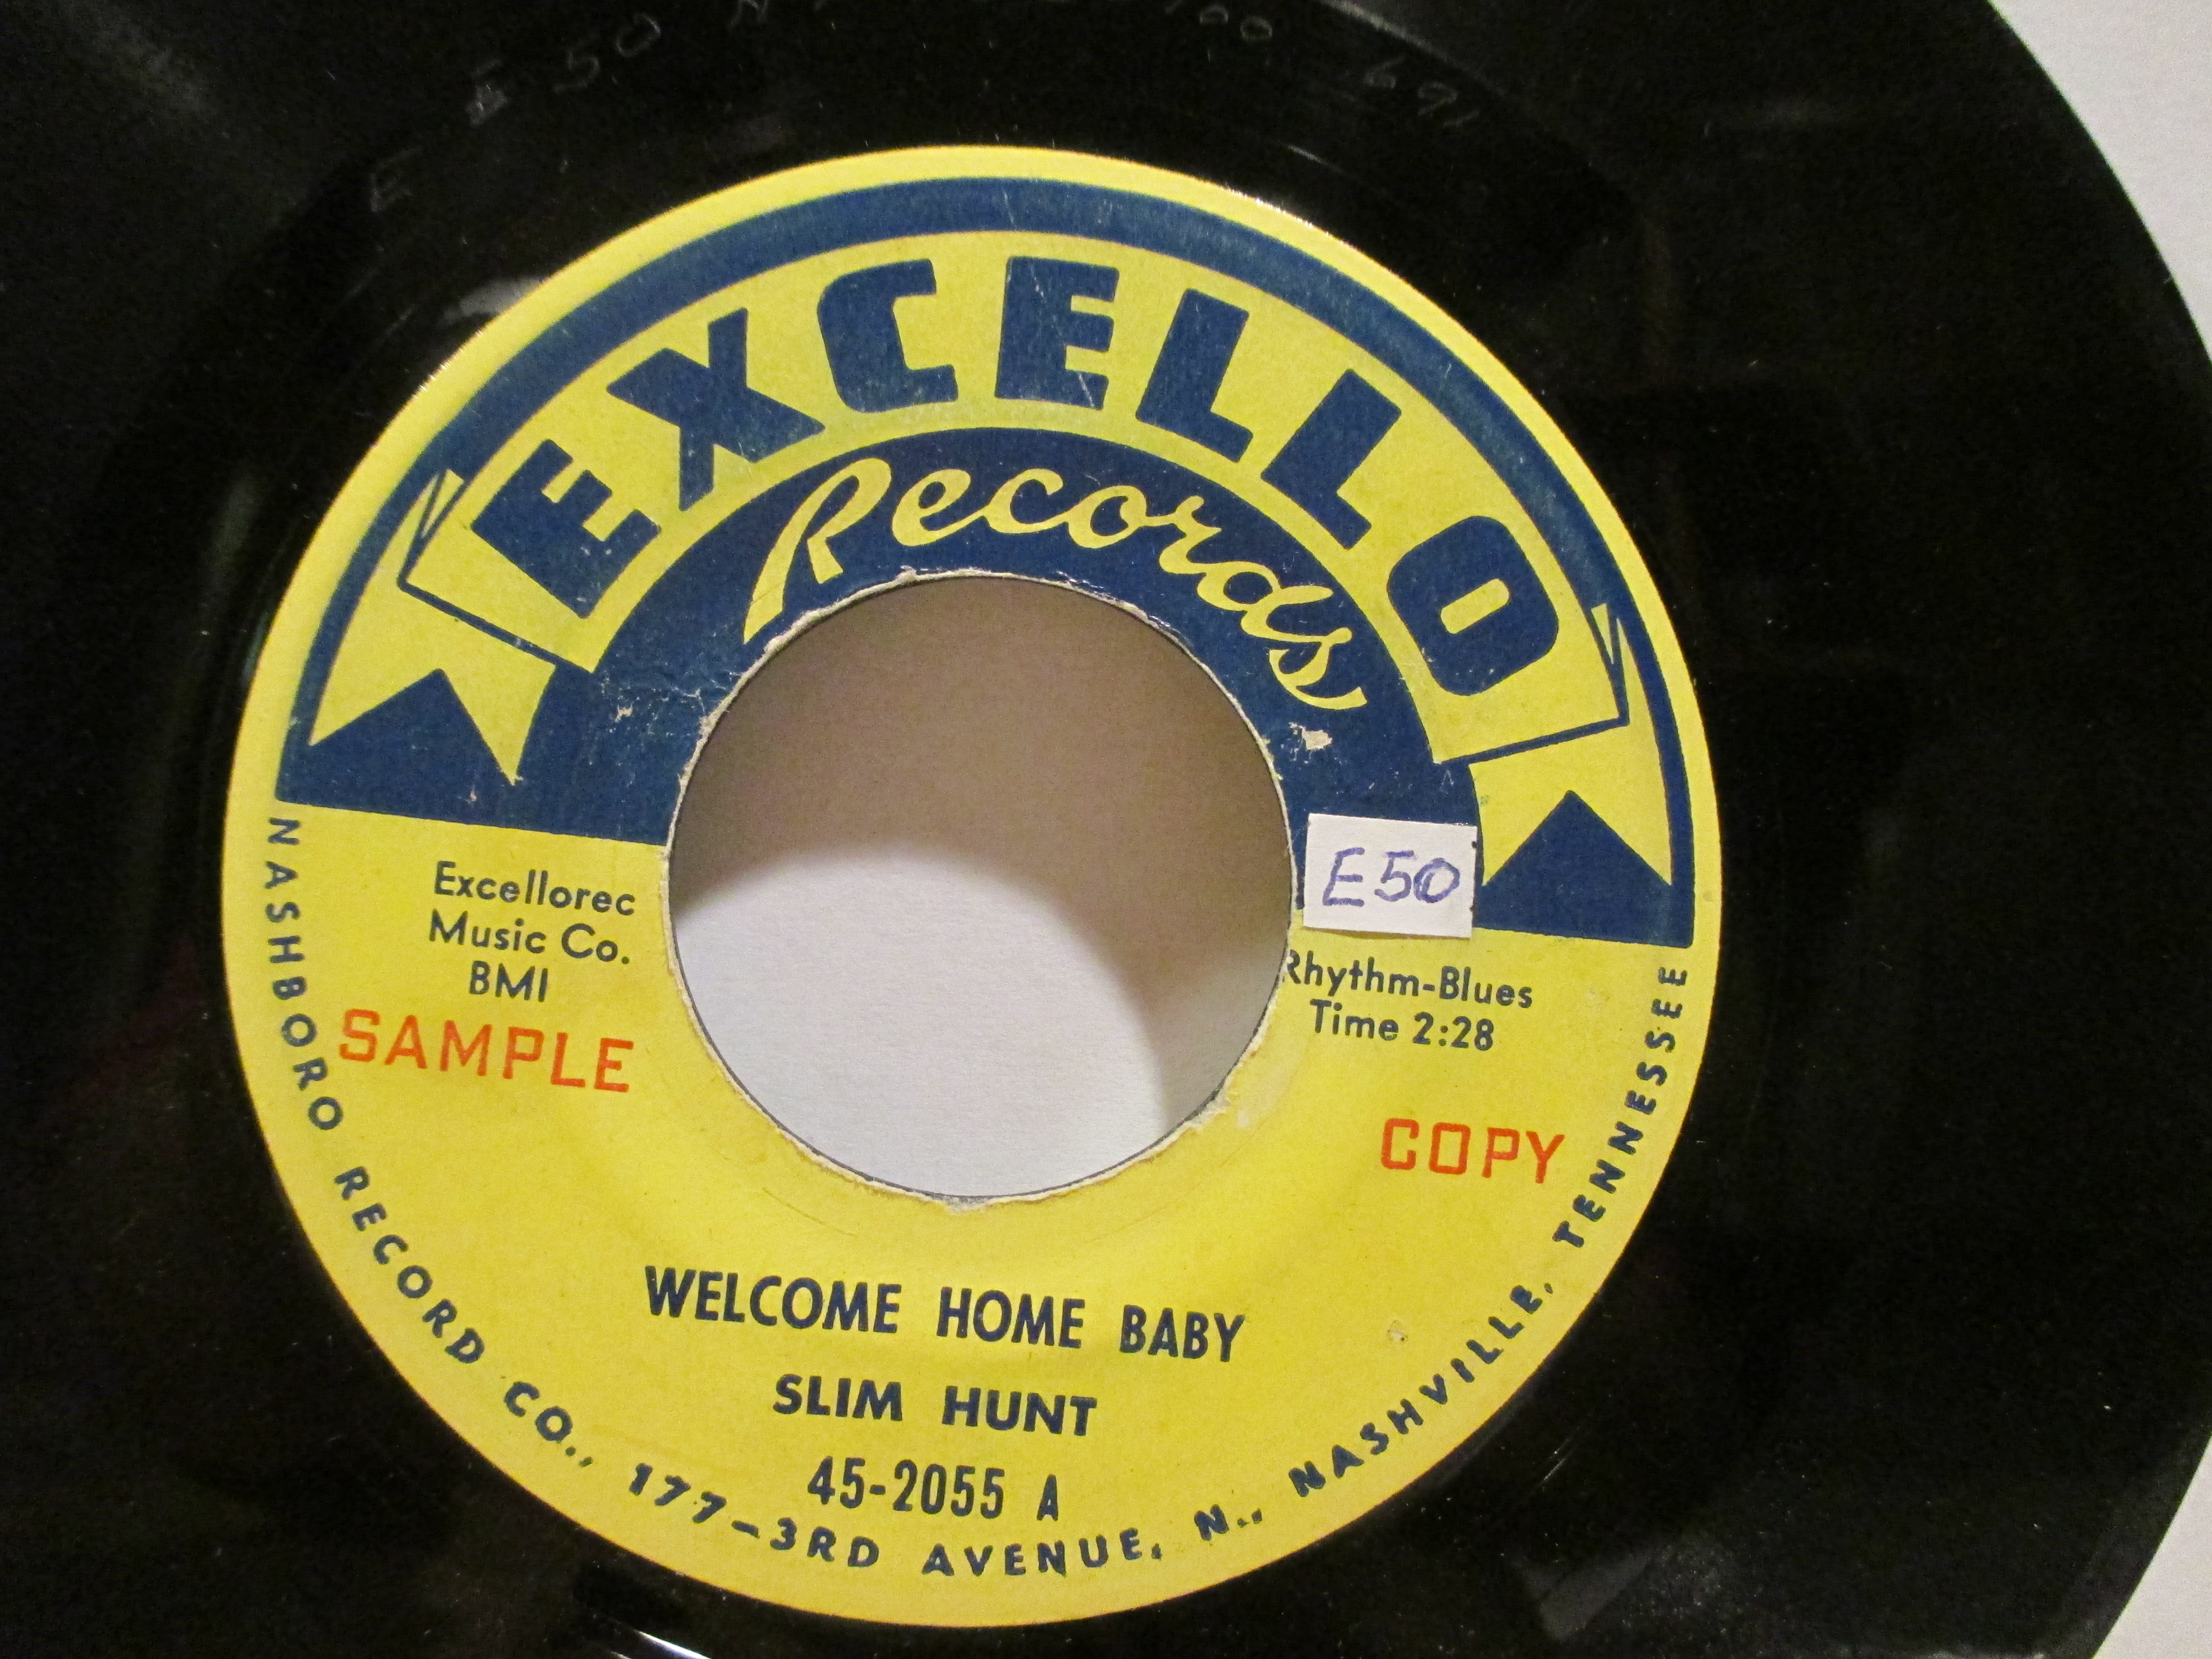 E 50
EXCELLO
Records
E50
Excellorec
Music Co.
BMI
Rhythm-Blues
Time 2:28
SAMPLE
COPY
WELCOME HOME BABY
SLIM HUNT
45-2055 A
NASHBORO RECORD CO., 177-3RD AVENUE, N., NASHVILLE, TENNESSEE